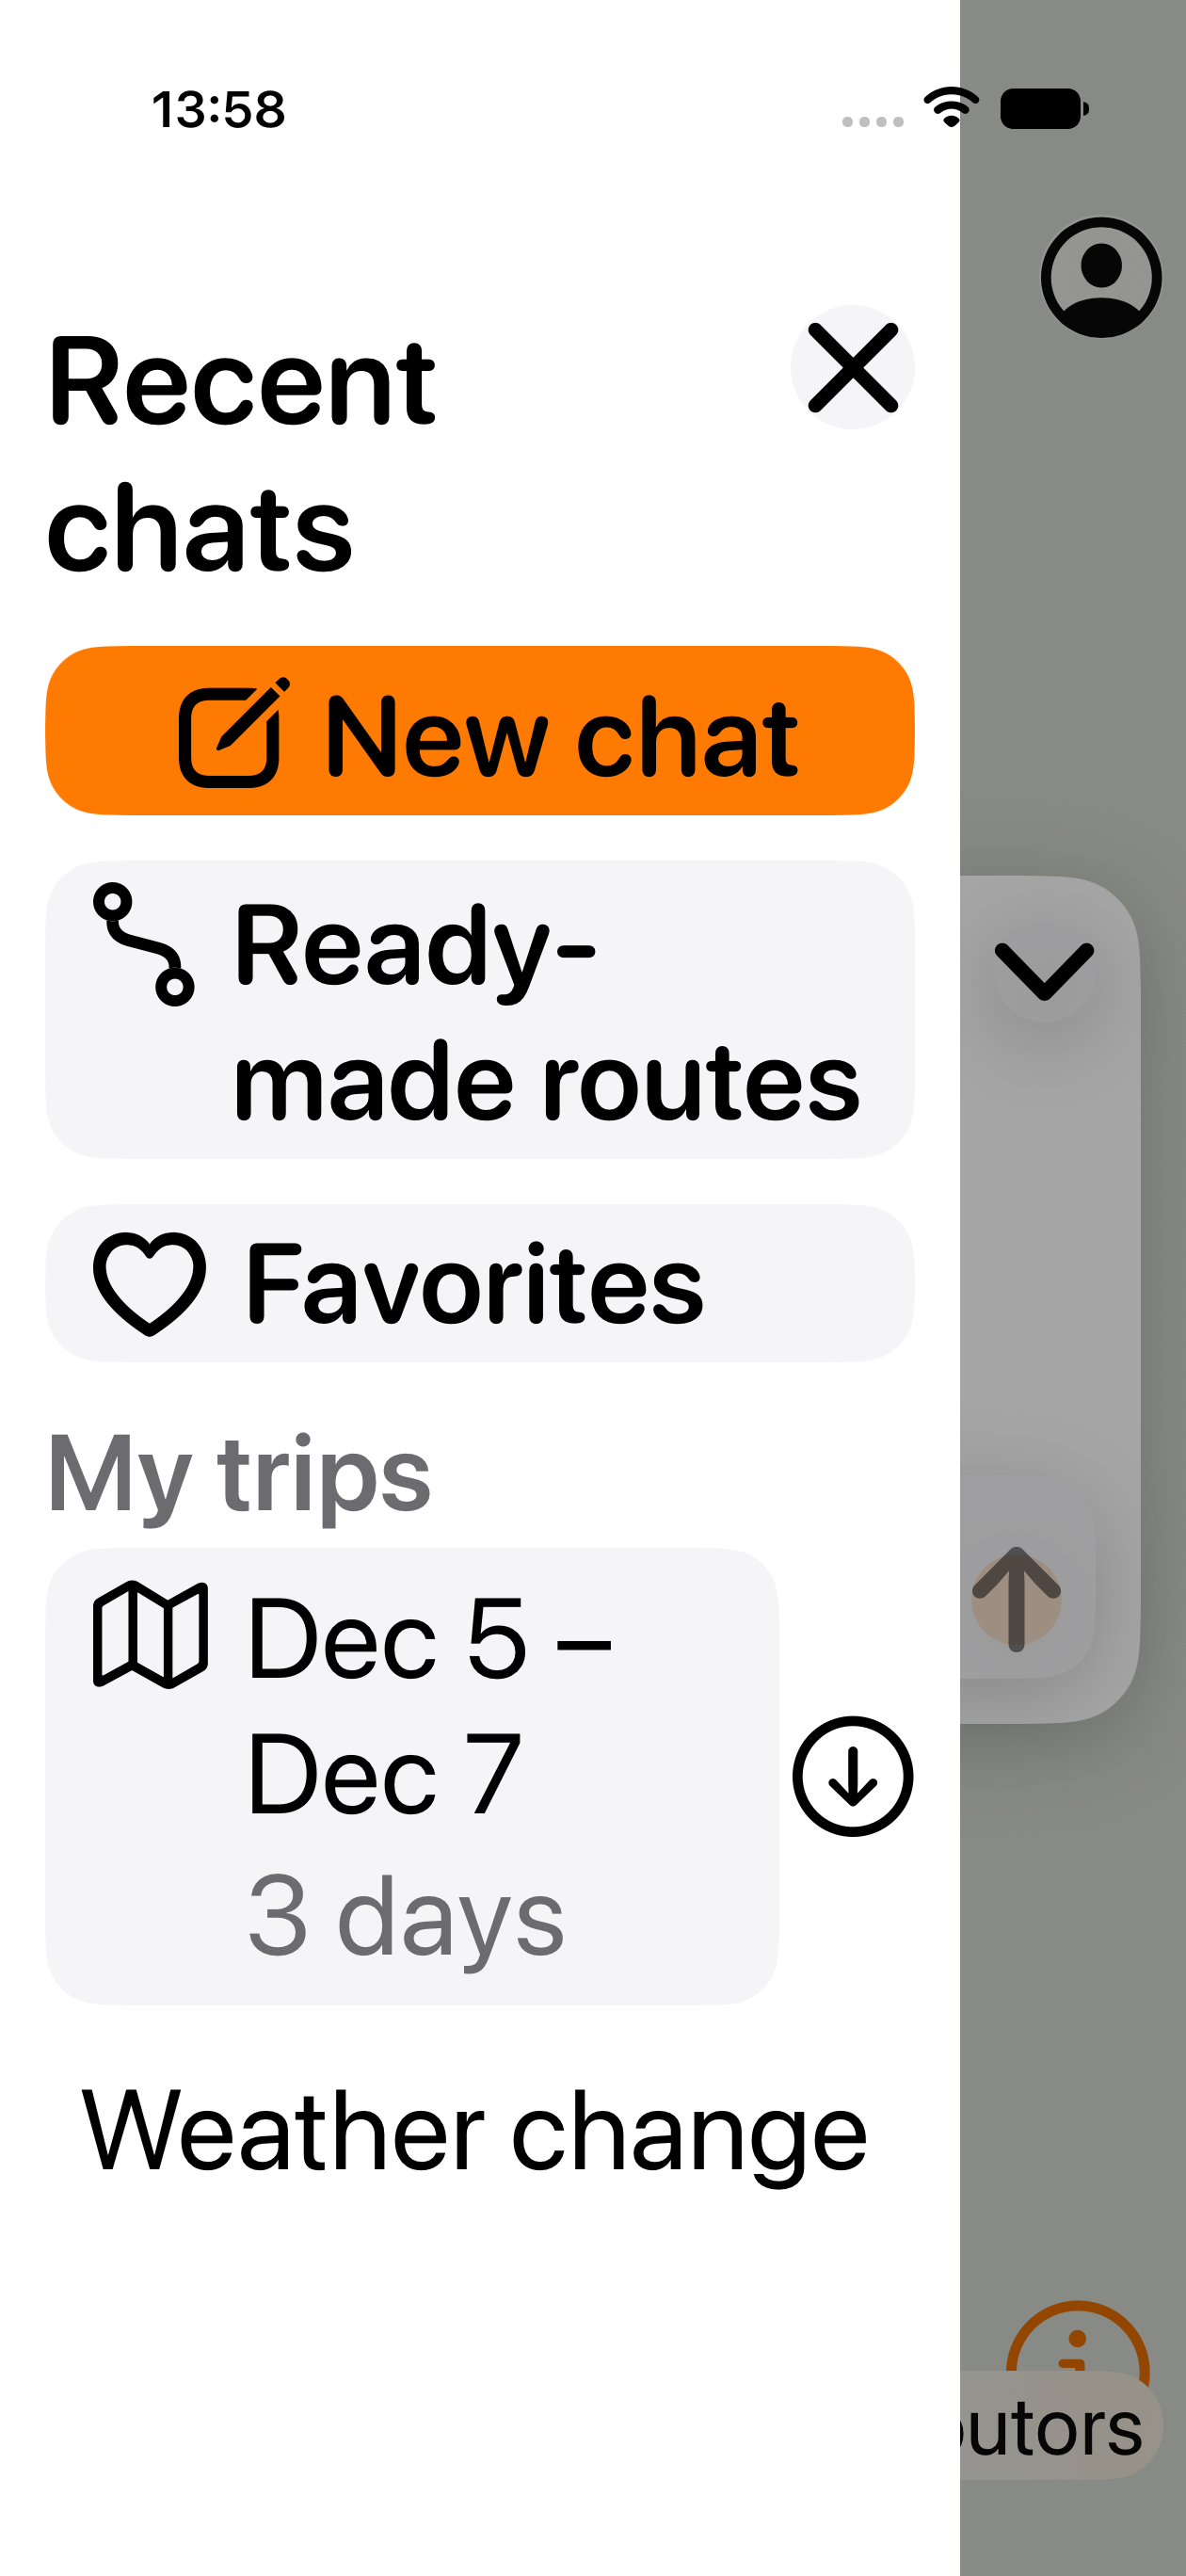 13:58
Recent
chats
New chat
Ready-
made routes
Favorites
My trips
Dec 5 –
Dec 7
3 days
Weather change